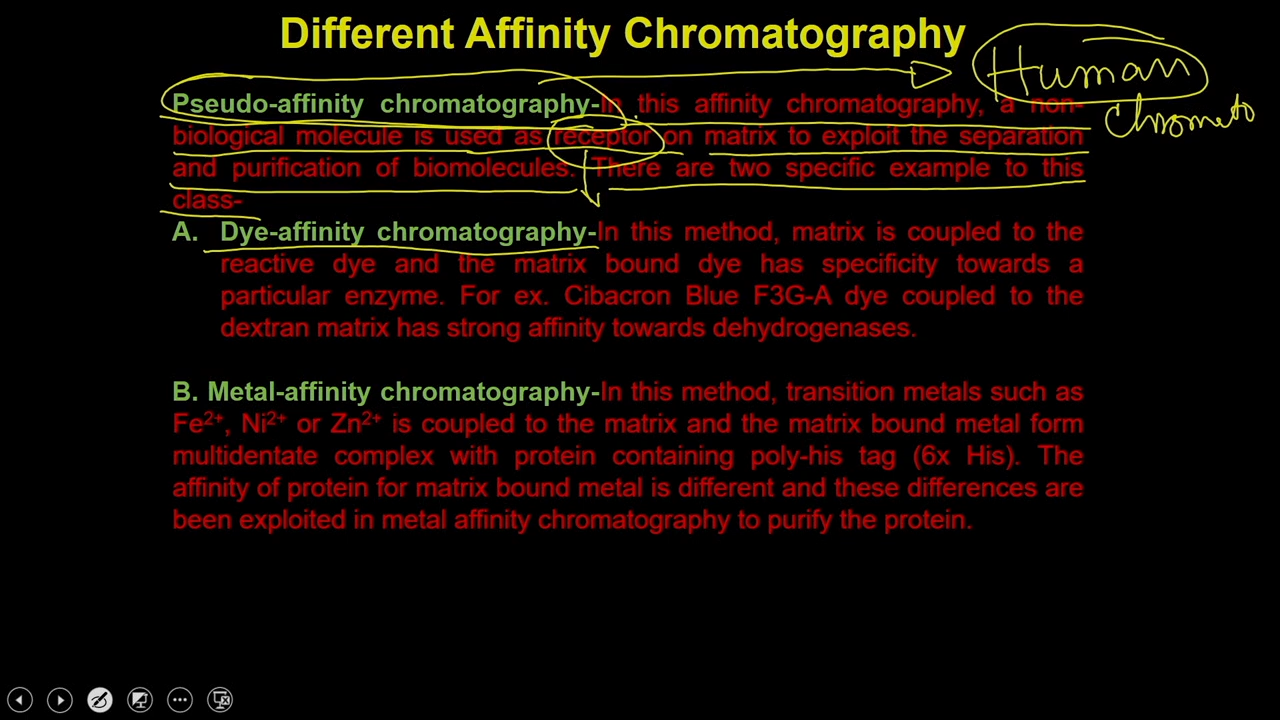 Different Affinity Chromatography
Human
Chromato
Pseudo-affinity chromatography-In this affinity chromatography, a non-
biological molecule is used as receptor on matrix to exploit the separation
and purification of biomolecules. There are two specific example to this
class-
A. Dye-affinity chromatography-In this method, matrix is coupled to the
reactive dye and the matrix bound dye has specificity towards a
particular enzyme. For ex. Cibacron Blue F3G-A dye coupled to the
dextran matrix has strong affinity towards dehydrogenases.
B. Metal-affinity chromatography-In this method, transition metals such as
Fe²⁺, Ni²⁺ or Zn²⁺ is coupled to the matrix and the matrix bound metal form
multidentate complex with protein containing poly-his tag (6x His). The
affinity of protein for matrix bound metal is different and these differences are
been exploited in metal affinity chromatography to purify the protein.